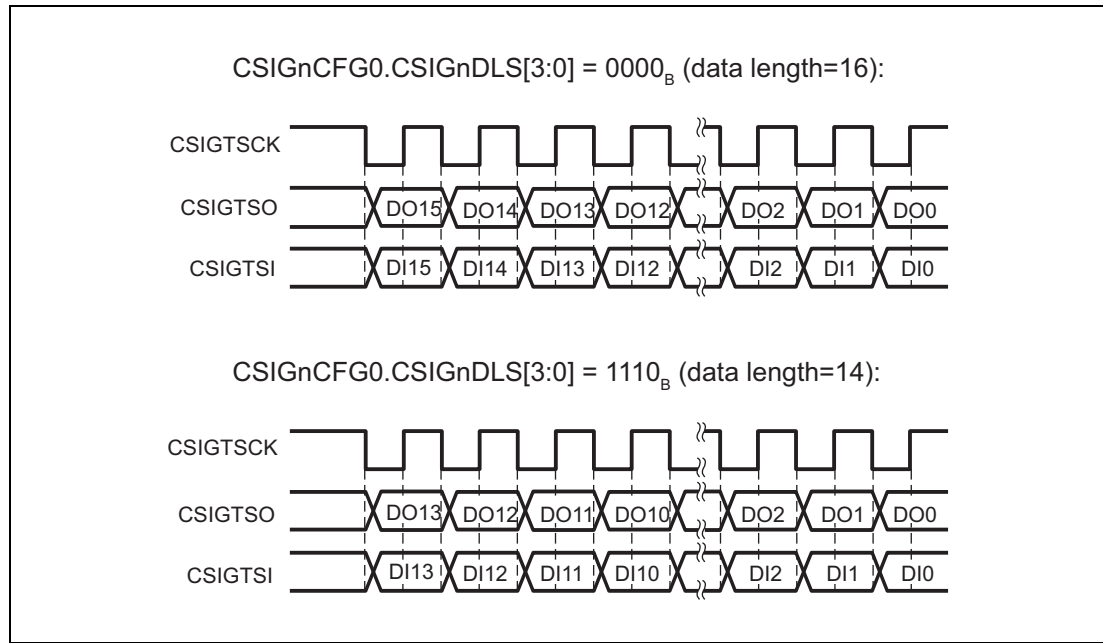 CSIGnCFG0.CSIGnDLS[3:0] = 0000B (data length=16):
CSIGTSCK
CSIGTSO DO15 DO14 DO13 DO12 DO2 DO1 DO0
CSIGTSI DI15 DI14 DI13 DI12 DI2 DI1 DI0
CSIGnCFG0.CSIGnDLS[3:0] = 1110B (data length=14):
CSIGTSCK
CSIGTSO DO13 DO12 DO11 DO10 DO2 DO1 DO0
CSIGTSI DI13 DI12 DI11 DI10 DI2 DI1 DI0